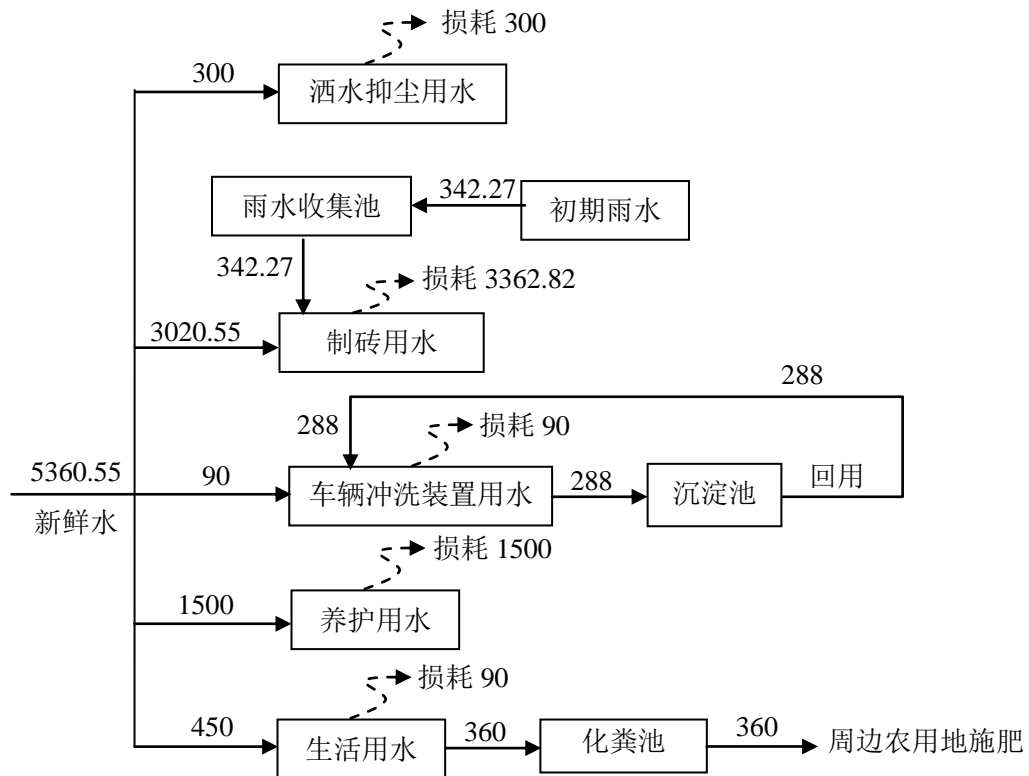 损耗 300
300
洒水抑尘用水
雨水收集池
342.27
初期雨水
342.27
损耗 3362.82
3020.55
制砖用水
288
288
损耗 90
5360.55
新鲜水
90
车辆冲洗装置用水
288
沉淀池
回用
损耗 1500
1500
养护用水
损耗 90
450
生活用水
360
化粪池
360
周边农用地施肥